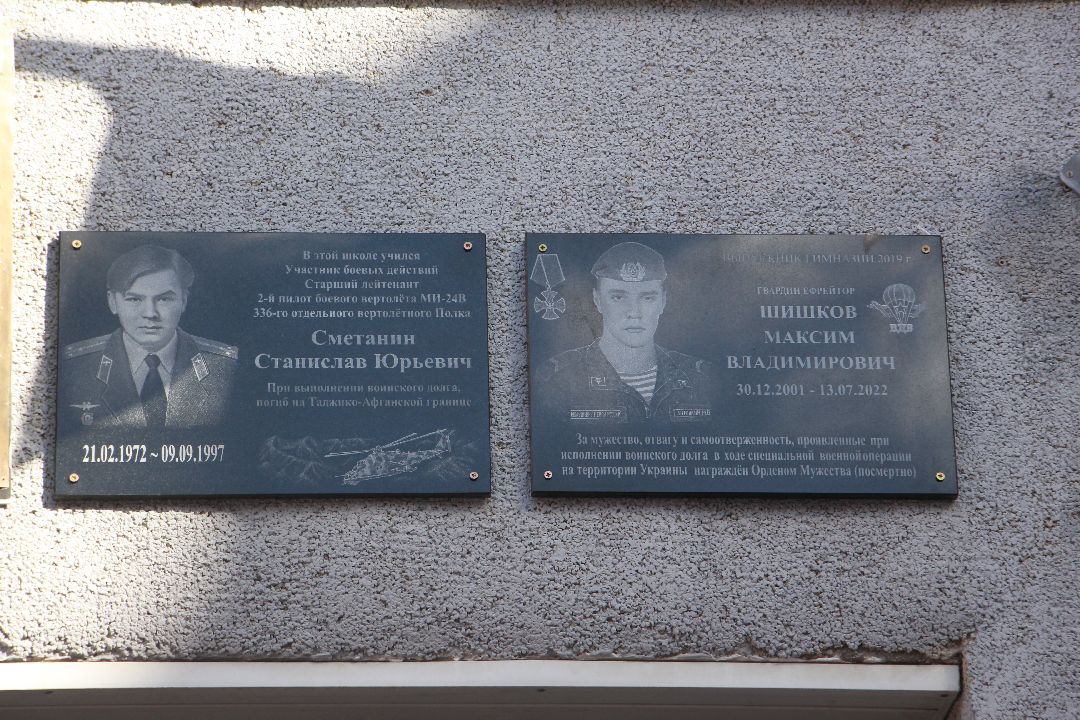 В этой школе учился
Участник боевых действий
Старший лейтенант
2-й пилот боевого вертолёта МИ-24В
336-го отдельного вертолётного Полка
Сметанин
Станислав Юрьевич
При выполнении воинского долга,
погиб на Таджико-Афганской границе
21.02.1972 ~ 09.09.1997
ВЫПУСКНИК ГИМНАЗИИ 2019 г.
ГВАРДИИ ЕФРЕЙТОР
ШИШКОВ
МАКСИМ
ВЛАДИМИРОВИЧ
30.12.2001 - 13.07.2022
ВДВ
За мужество, отвагу и самоотверженность, проявленные при
исполнении воинского долга в ходе специальной военной операции
на территории Украины награждён Орденом Мужества (посмертно)